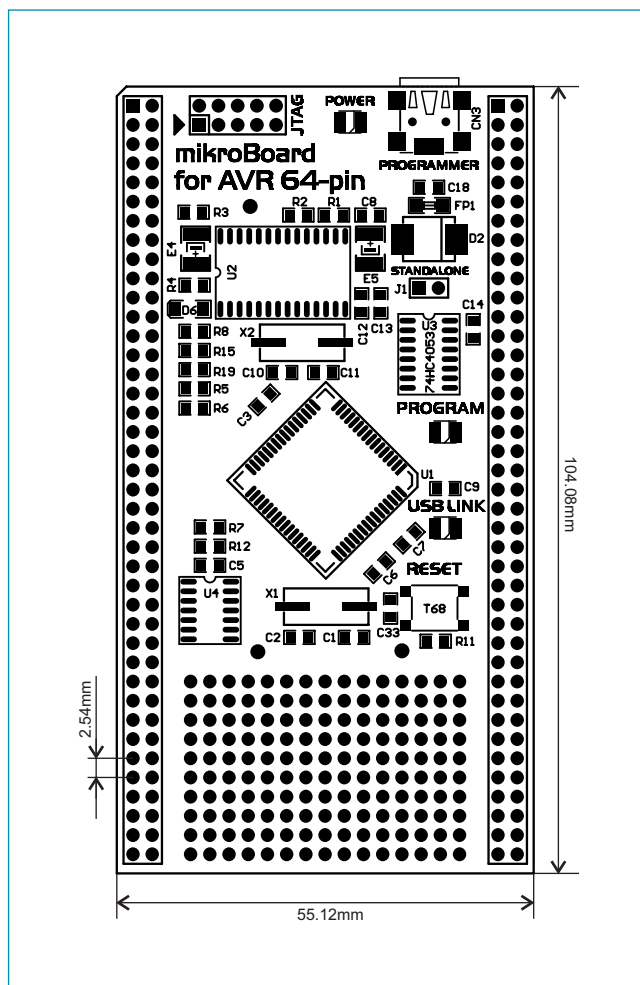 POWER
JTAG
CN3
mikroBoard
for AVR 64-pin
PROGRAMMER
C18
FP1
R3
R2
R1
C8
D2
E4
U2
STANDALONE
E5
J1
R4
D6
C12
C13
C14
U3
74HC4053
R8
X2
R15
R19
C10
C11
R5
R6
C3
PROGRAM
U1
C9
USB LINK
R7
R12
C5
C7
C6
U4
RESET
X1
T68
C33
C2
C1
R11
104.08mm
2.54mm
55.12mm